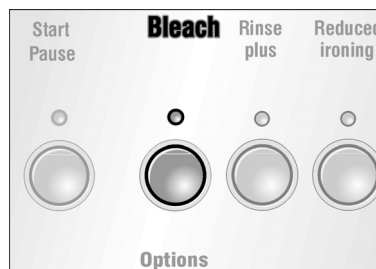 Start
Pause
Bleach
Rinse
plus
Reduced
ironing
Options